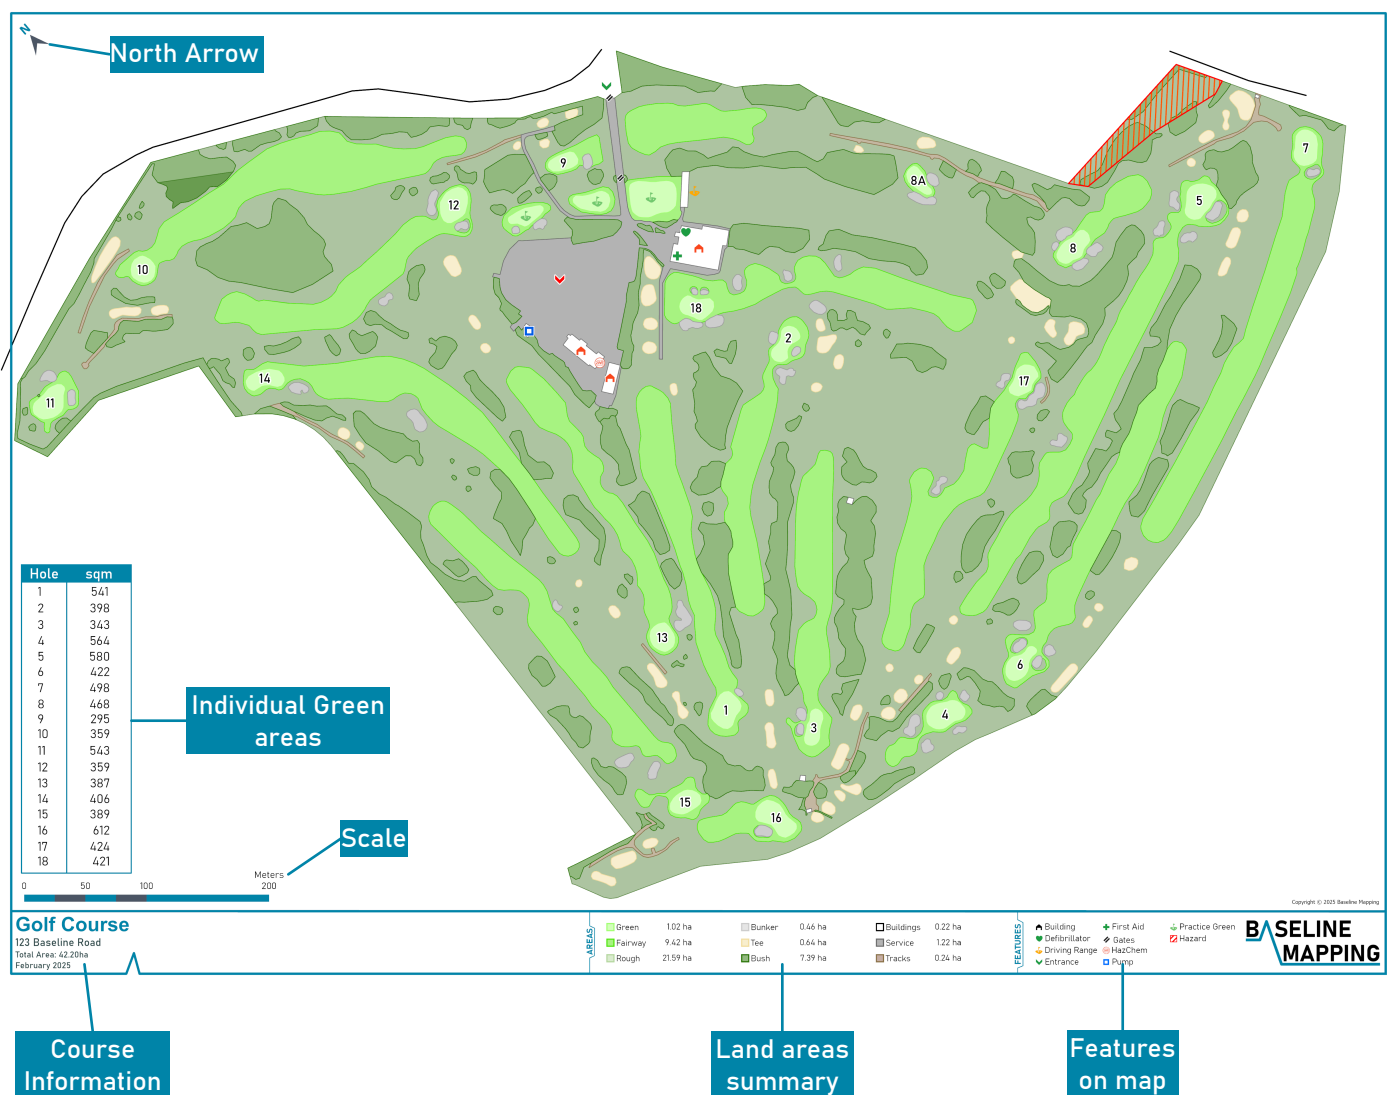 N
North Arrow
7
9
8A
12
5
8
10
18
2
14
17
11
13
6
1
4
3
15
16
Hole sqm
1 541
2 398
3 343
4 564
5 580
6 422
7 498
8 468
9 295
10 359
11 543
12 359
13 387
14 406
15 389
16 612
17 424
18 421
Individual Green
areas
Scale
Meters
0 50 100 200
Copyright © 2025 Baseline Mapping
Golf Course
123 Baseline Road
Total Area: 42.20ha
February 2025
AREAS
Green 1.02 ha
Fairway 9.42 ha
Rough 21.59 ha
Bunker 0.46 ha
Tee 0.64 ha
Bush 7.39 ha
Buildings 0.22 ha
Service 1.22 ha
Tracks 0.24 ha
FEATURES
Building
Defibrillator
Driving Range
Entrance
First Aid
Gates
HazChem
Pump
Practice Green
Hazard
BASELINE
MAPPING
Course
Information
Land areas
summary
Features
on map